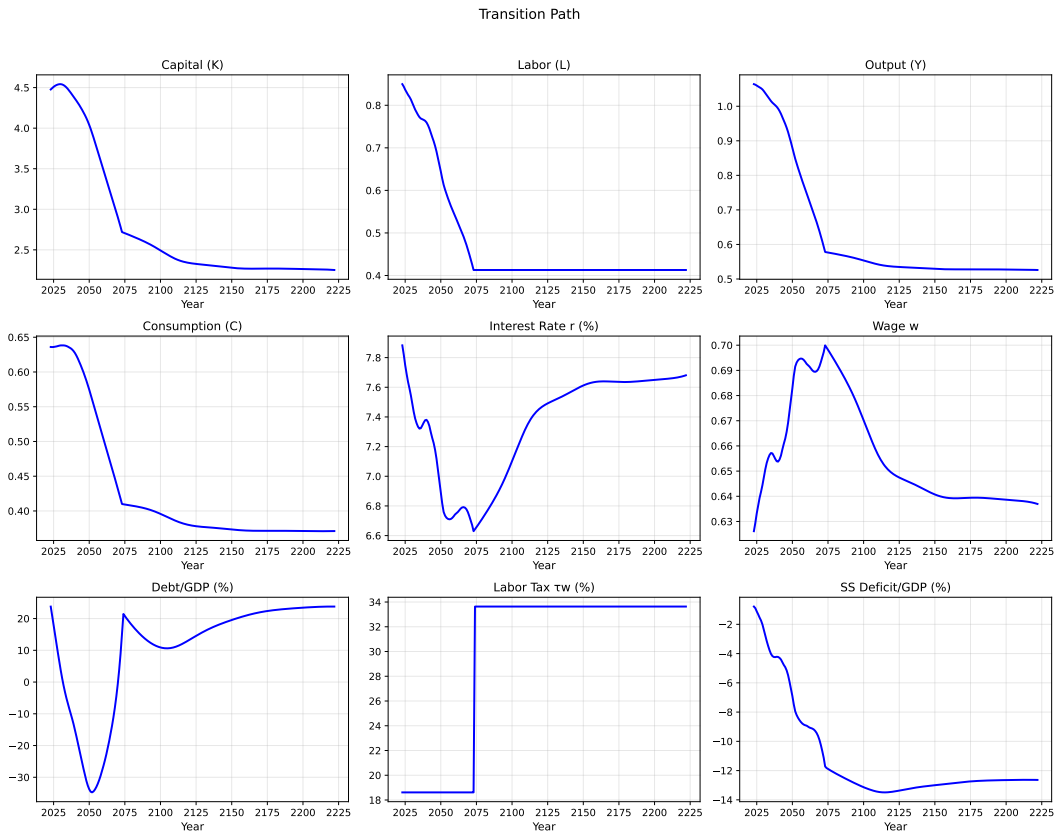 Transition Path
Capital (K)
4.5
4.0
3.5
3.0
2.5
2025 2050 2075 2100 2125 2150 2175 2200 2225
Year
Labor (L)
0.8
0.7
0.6
0.5
0.4
2025 2050 2075 2100 2125 2150 2175 2200 2225
Year
Output (Y)
1.0
0.9
0.8
0.7
0.6
0.5
2025 2050 2075 2100 2125 2150 2175 2200 2225
Year
Consumption (C)
0.65
0.60
0.55
0.50
0.45
0.40
2025 2050 2075 2100 2125 2150 2175 2200 2225
Year
Interest Rate r (%)
7.8
7.6
7.4
7.2
7.0
6.8
6.6
2025 2050 2075 2100 2125 2150 2175 2200 2225
Year
Wage w
0.70
0.69
0.68
0.67
0.66
0.65
0.64
0.63
2025 2050 2075 2100 2125 2150 2175 2200 2225
Year
Debt/GDP (%)
20
10
0
−10
−20
−30
2025 2050 2075 2100 2125 2150 2175 2200 2225
Year
Labor Tax τw (%)
34
32
30
28
26
24
22
20
18
2025 2050 2075 2100 2125 2150 2175 2200 2225
Year
SS Deficit/GDP (%)
−2
−4
−6
−8
−10
−12
−14
2025 2050 2075 2100 2125 2150 2175 2200 2225
Year